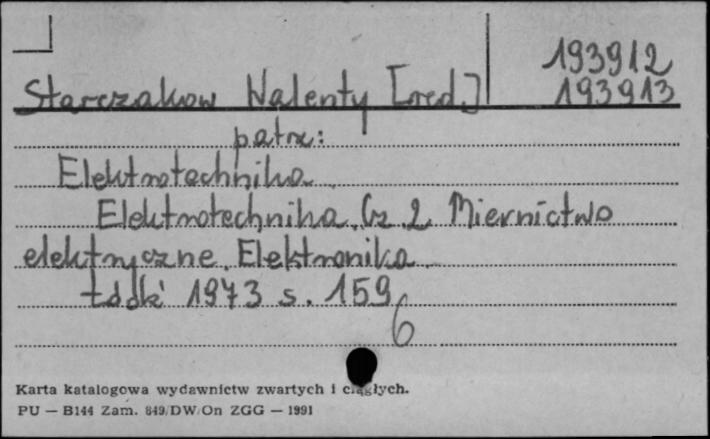 193912
Starczakow Walenty [red.] 193913
patrz:
Elektrotechnika
Elektrotechnika. Cz. 2. Miernictwo
elektryczne. Elektronika.
Łódź 1973 s. 159
6
Karta katalogowa wydawnictw zwartych i ciągłych.
PU — B144 Zam. 849/DW/On ZGG — 1991